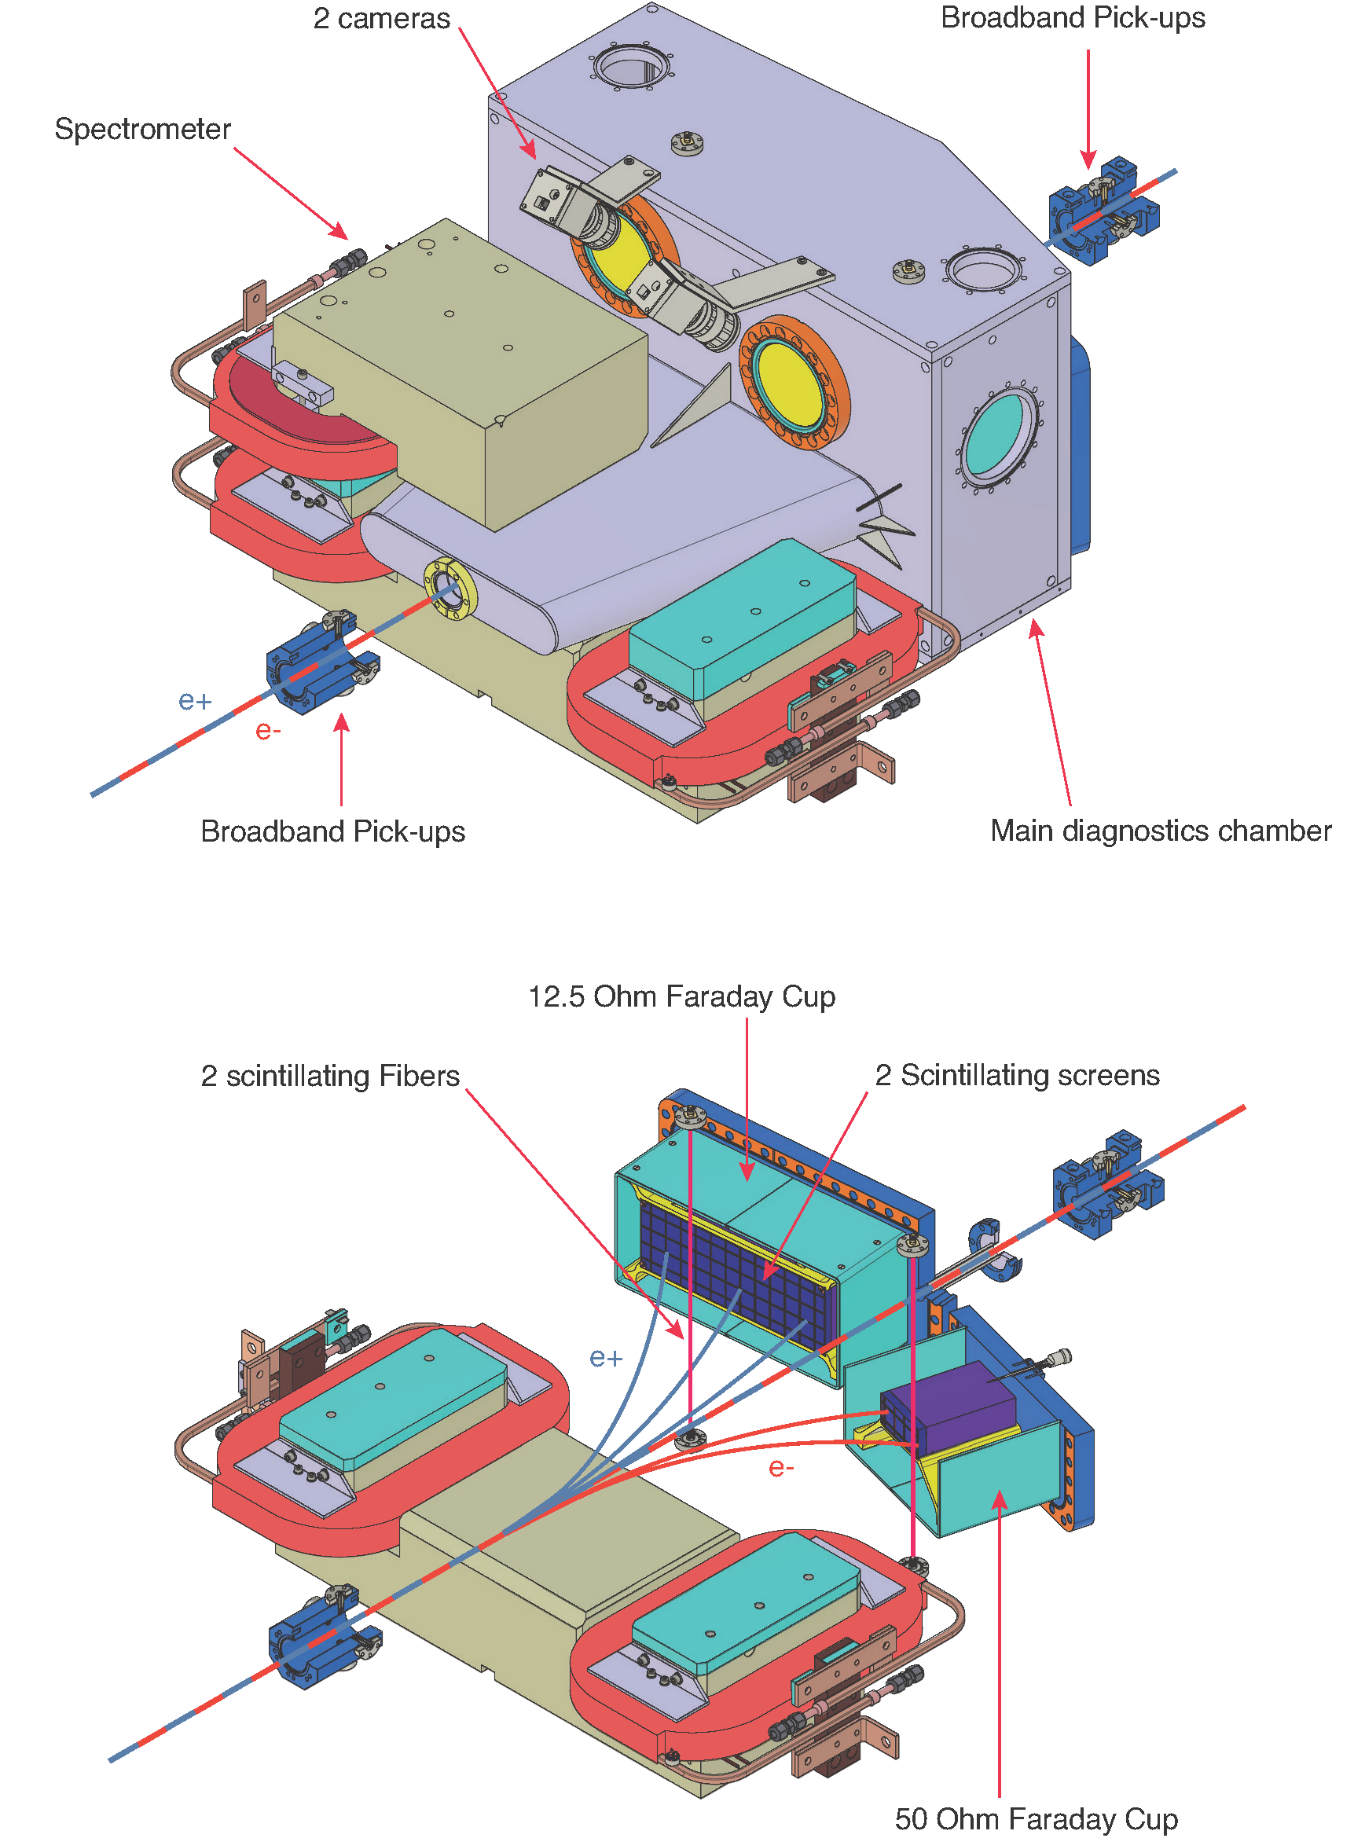 2 cameras
Broadband Pick-ups
Spectrometer
e+
e-
Broadband Pick-ups
Main diagnostics chamber
12.5 Ohm Faraday Cup
2 scintillating Fibers
2 Scintillating screens
e+
e-
50 Ohm Faraday Cup